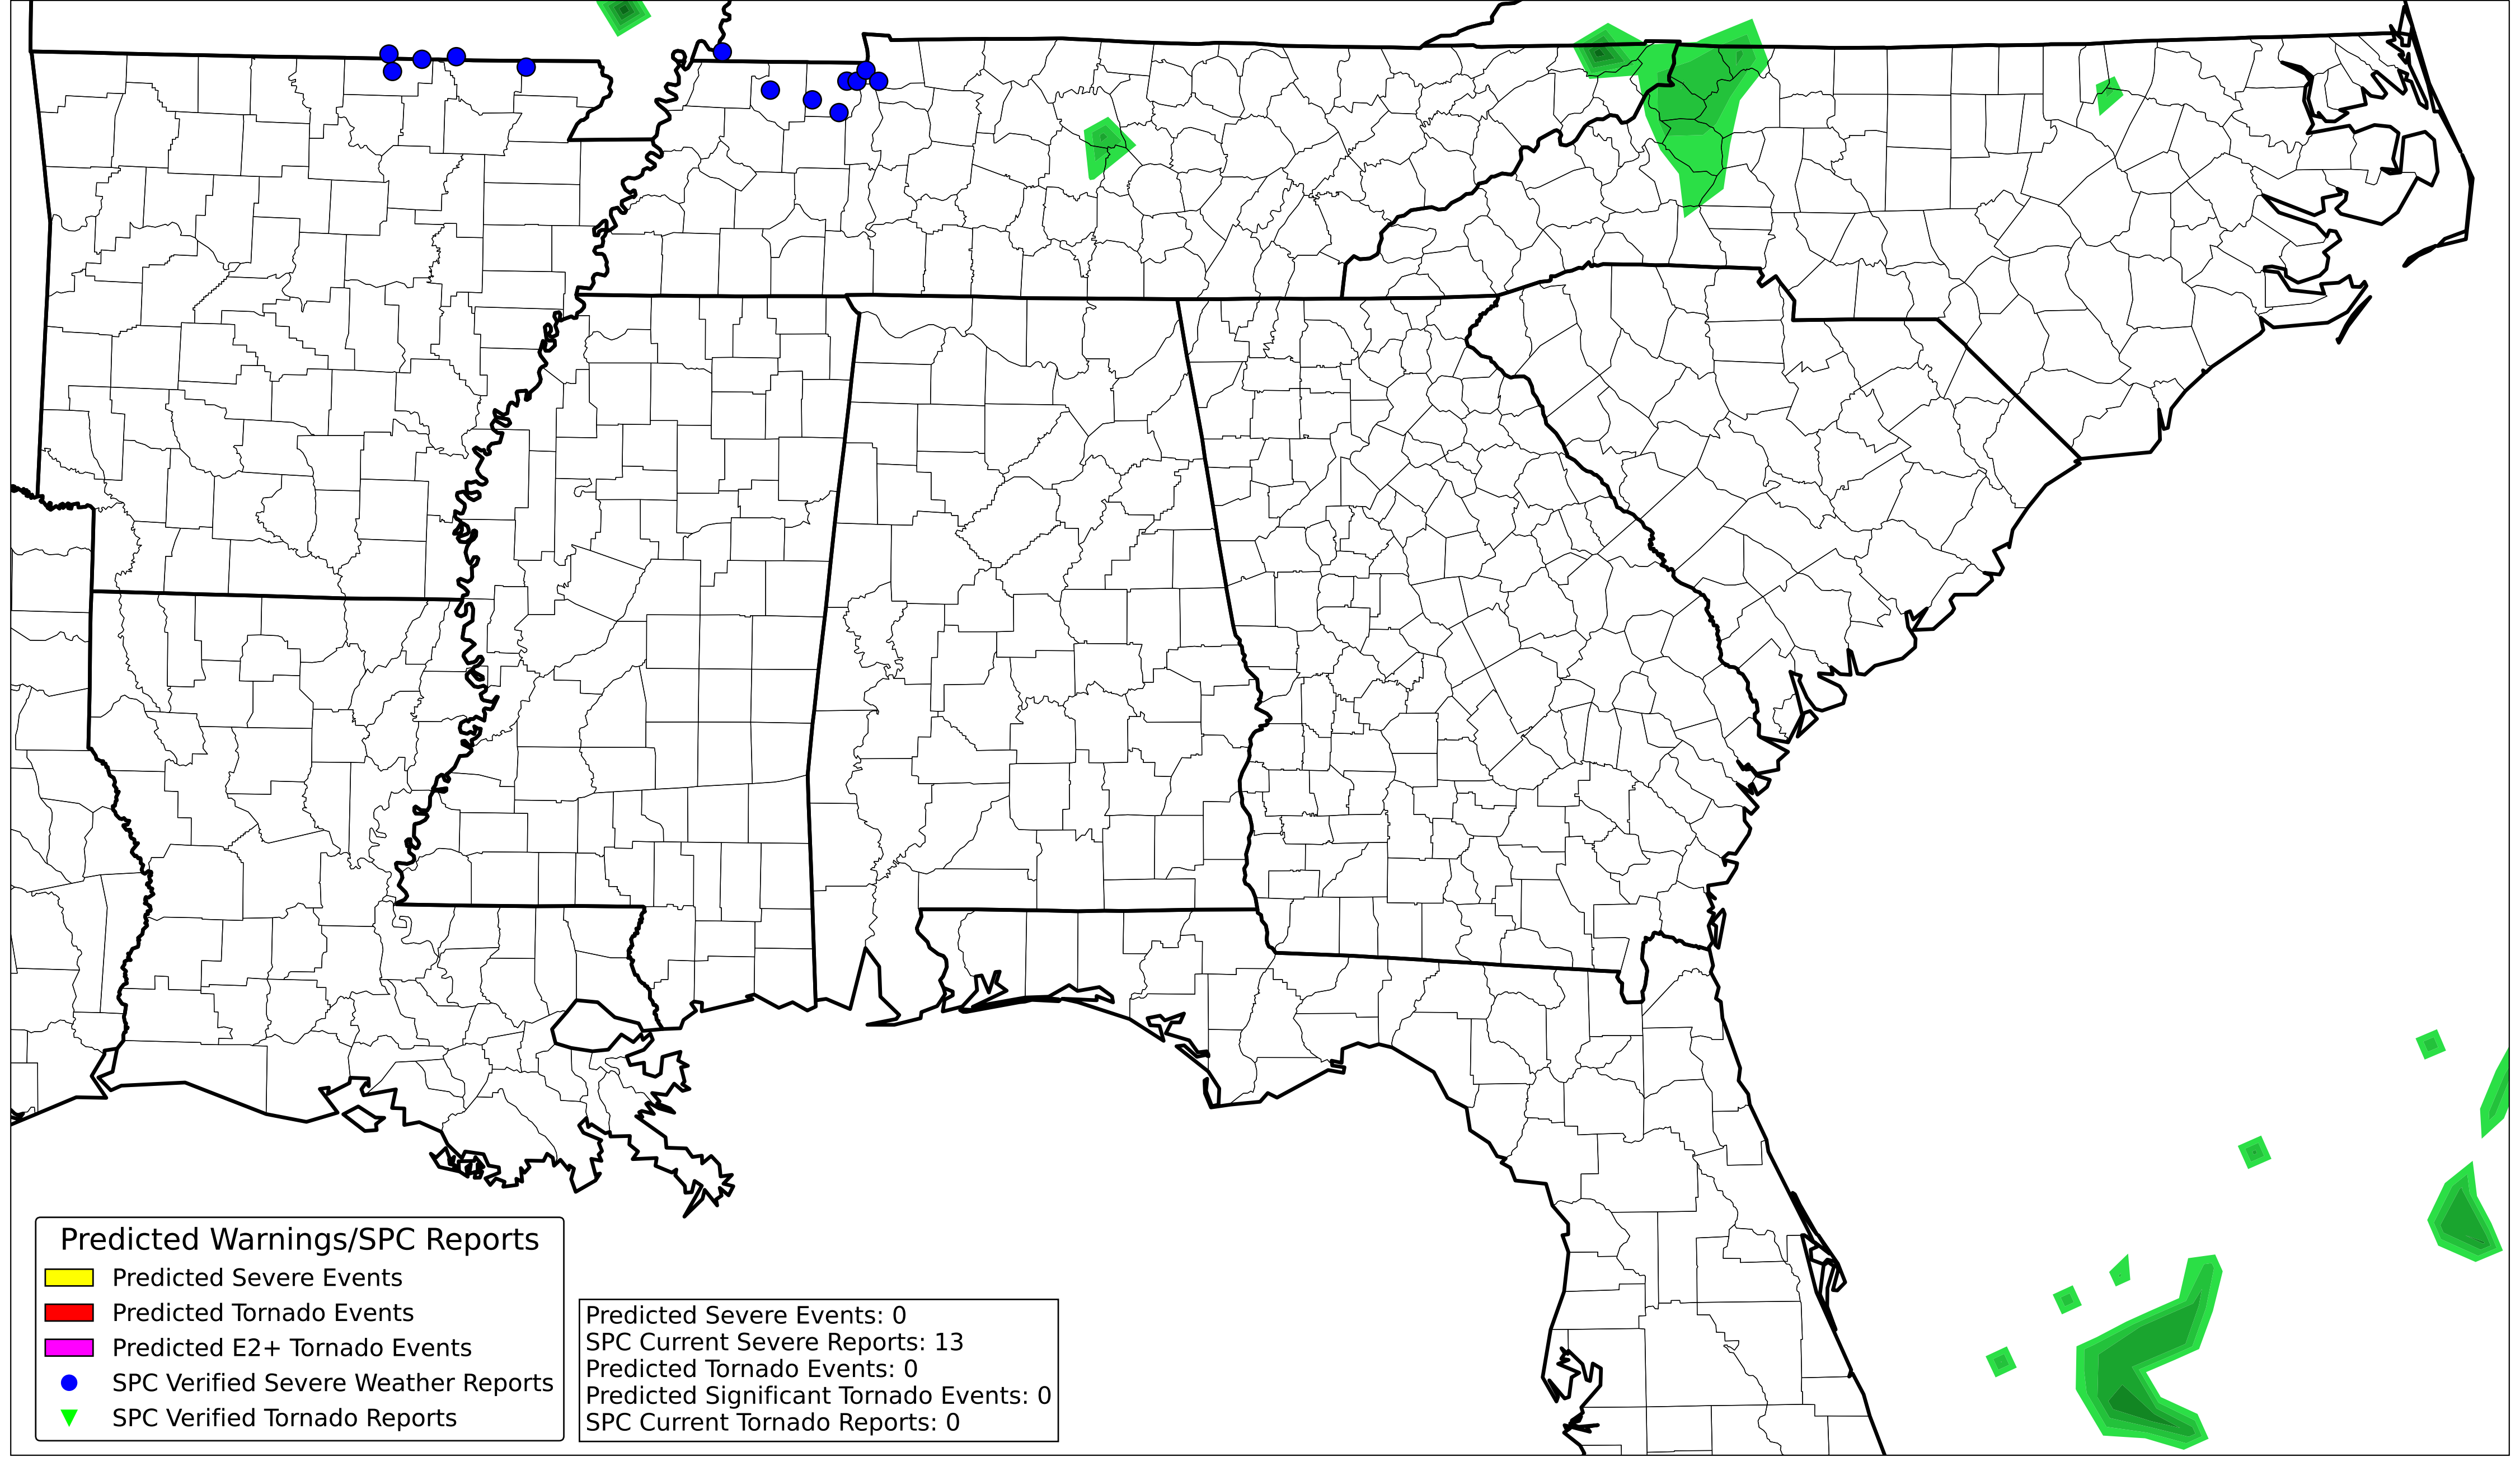 Predicted Warnings/SPC Reports
Predicted Severe Events
Predicted Tornado Events
Predicted E2+ Tornado Events
SPC Verified Severe Weather Reports
SPC Verified Tornado Reports
Predicted Severe Events: 0
SPC Current Severe Reports: 13
Predicted Tornado Events: 0
Predicted Significant Tornado Events: 0
SPC Current Tornado Reports: 0